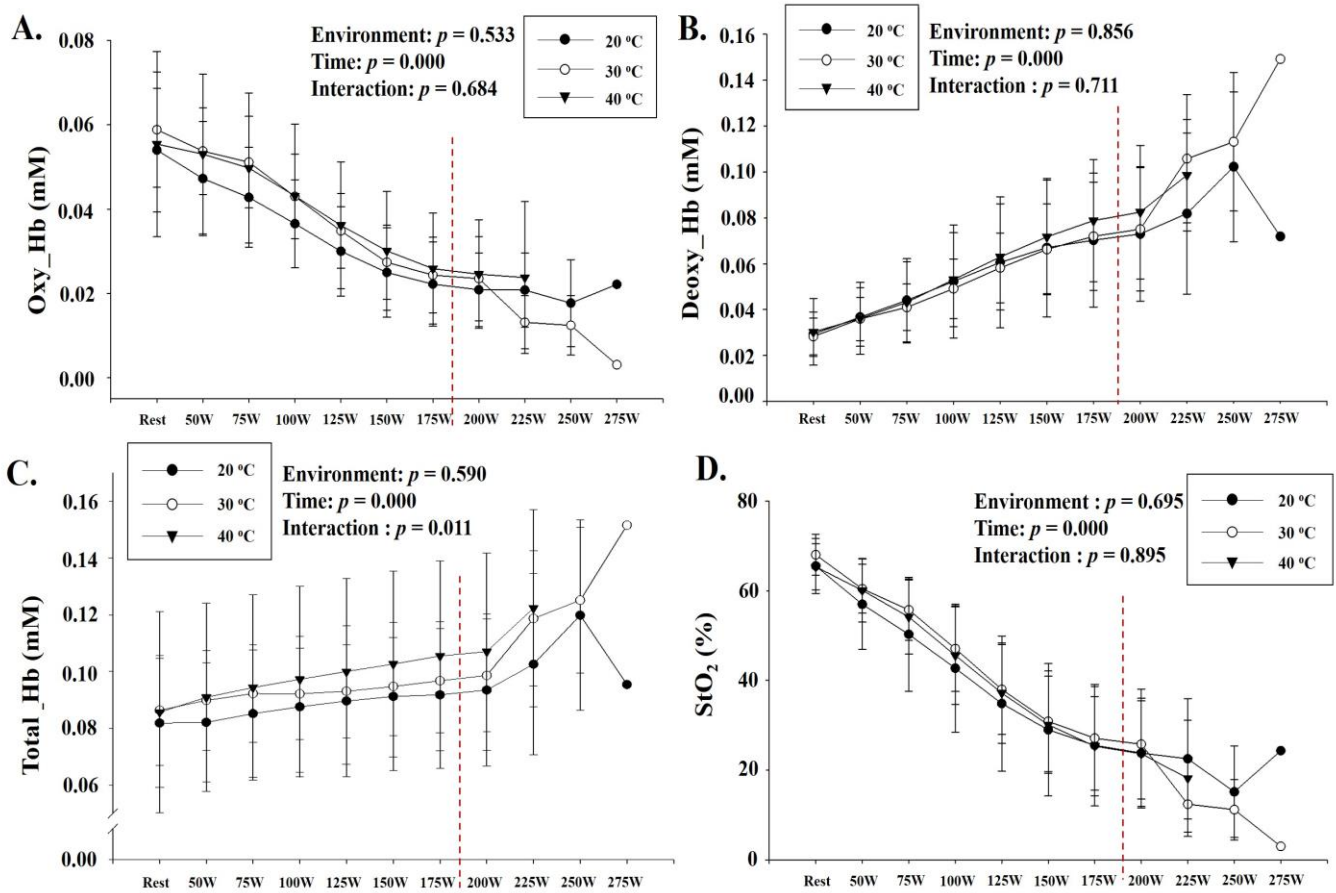 A.
Environment: p = 0.533
Time: p = 0.000
Interaction: p = 0.684
20 °C
30 °C
40 °C
Oxy_Hb (mM)
0.08
0.06
0.04
0.02
0.00
Rest 50W 75W 100W 125W 150W 175W 200W 225W 250W 275W
B.
20 °C
30 °C
40 °C
Environment: p = 0.856
Time: p = 0.000
Interaction : p = 0.711
Deoxy_Hb (mM)
0.16
0.14
0.12
0.10
0.08
0.06
0.04
0.02
0.00
Rest 50W 75W 100W 125W 150W 175W 200W 225W 250W 275W
C.
20 °C
30 °C
40 °C
Environment: p = 0.590
Time: p = 0.000
Interaction : p = 0.011
Total_Hb (mM)
0.16
0.14
0.12
0.10
0.08
0.06
0.00
Rest 50W 75W 100W 125W 150W 175W 200W 225W 250W 275W
D.
Environment : p = 0.695
Time: p = 0.000
Interaction : p = 0.895
20 °C
30 °C
40 °C
StO₂ (%)
80
60
40
20
0
Rest 50W 75W 100W 125W 150W 175W 200W 225W 250W 275W